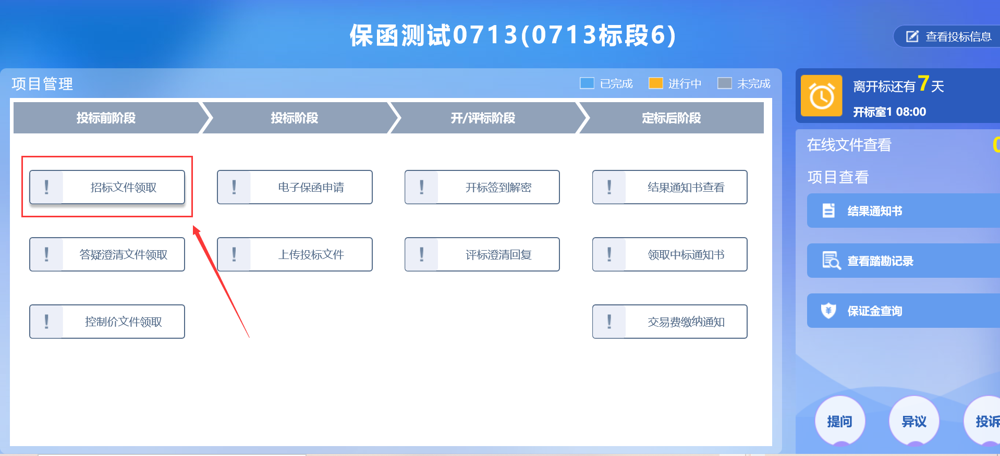 保函测试0713(0713标段6)
查看投标信息
项目管理
已完成 进行中 未完成
投标前阶段 投标阶段 开/评标阶段 定标后阶段
招标文件领取 电子保函申请 开标签到解密 结果通知书查看
答疑澄清文件领取 上传投标文件 评标澄清回复 领取中标通知书
控制价文件领取 交易费缴纳通知
离开标还有7天
开标室1 08:00
在线文件查看
项目查看
结果通知书
查看踏勘记录
保证金查询
提问 异议 投诉